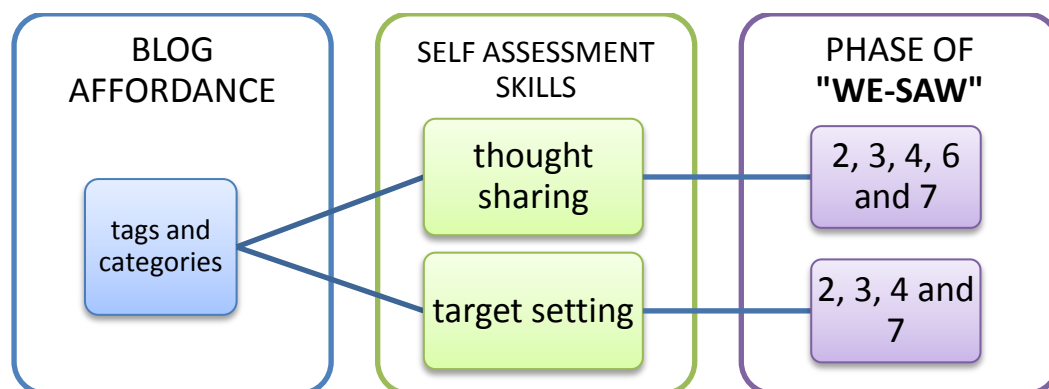 BLOG
AFFORDANCE
tags and
categories
SELF ASSESSMENT
SKILLS
thought
sharing
target setting
PHASE OF
"WE-SAW"
2, 3, 4, 6
and 7
2, 3, 4 and
7